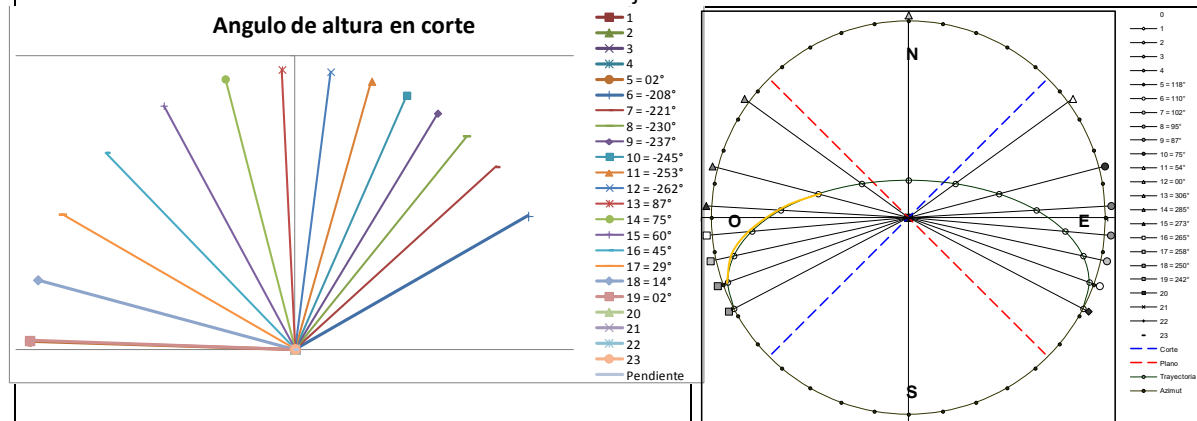 Angulo de altura en corte
1
2
3
4
5 = 02°
6 = -208°
7 = -221°
8 = -230°
9 = -237°
10 = -245°
11 = -253°
12 = -262°
13 = 87°
14 = 75°
15 = 60°
16 = 45°
17 = 29°
18 = 14°
19 = 02°
20
21
22
23
Pendiente
N
O
E
S
0
1
2
3
4
5 = 118°
6 = 110°
7 = 102°
8 = 95°
9 = 87°
10 = 75°
11 = 54°
12 = 00°
13 = 306°
14 = 285°
15 = 273°
16 = 265°
17 = 258°
18 = 250°
19 = 242°
20
21
22
23
Corte
Plano
Trayectoria
Azimut